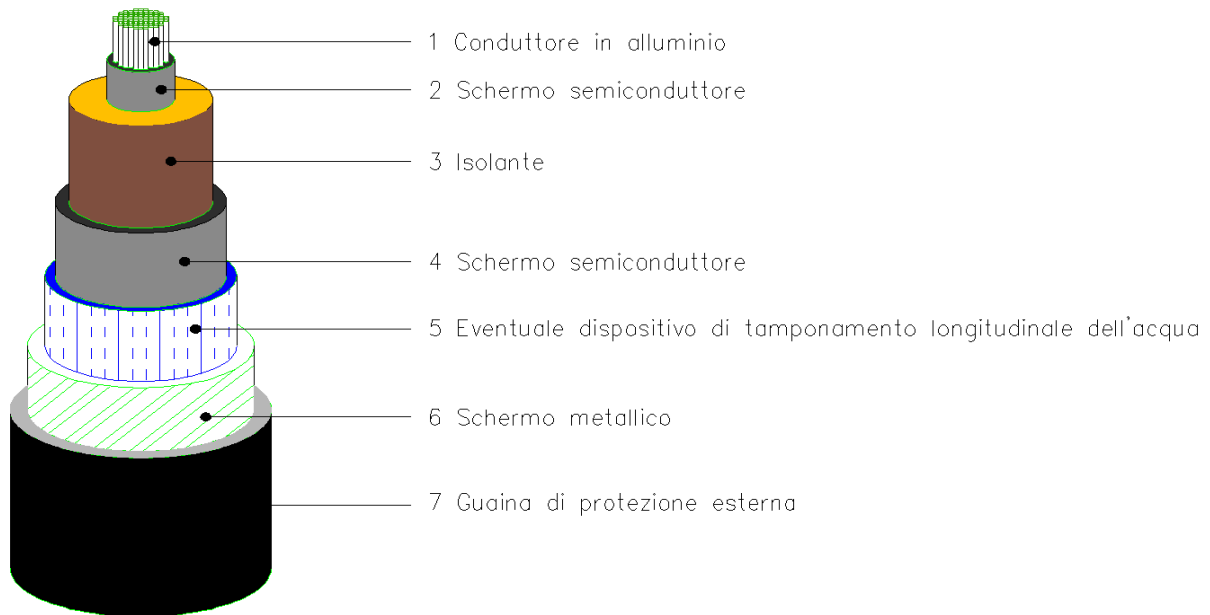 1 Conduttore in alluminio
2 Schermo semiconduttore
3 Isolante
4 Schermo semiconduttore
5 Eventuale dispositivo di tamponamento longitudinale dell'acqua
6 Schermo metallico
7 Guaina di protezione esterna